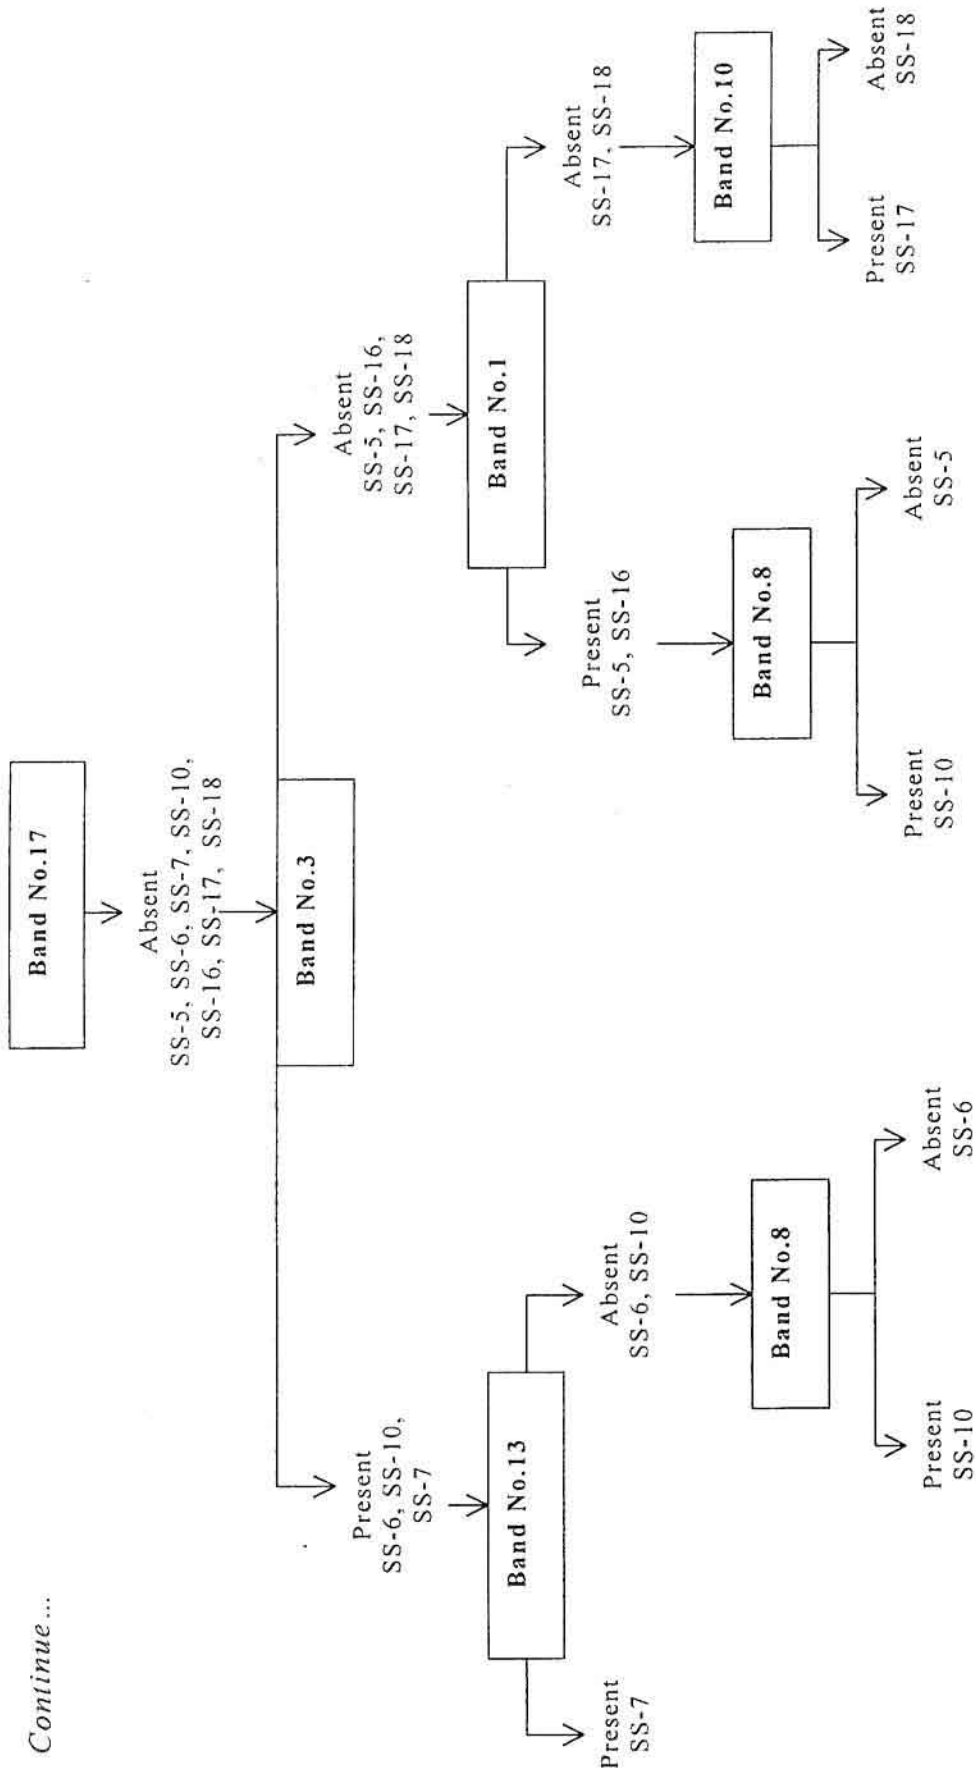 Continue...
Band No.17
Absent
SS-5, SS-6, SS-7, SS-10,
SS-16, SS-17, SS-18
Band No.3
Present
SS-6, SS-10,
SS-7
Absent
SS-5, SS-16,
SS-17, SS-18
Band No.13
Band No.1
Present
SS-7
Absent
SS-6, SS-10
Present
SS-5, SS-16
Absent
SS-17, SS-18
Band No.8
Band No.8
Band No.10
Present
SS-10
Absent
SS-6
Present
SS-10
Absent
SS-5
Present
SS-17
Absent
SS-18